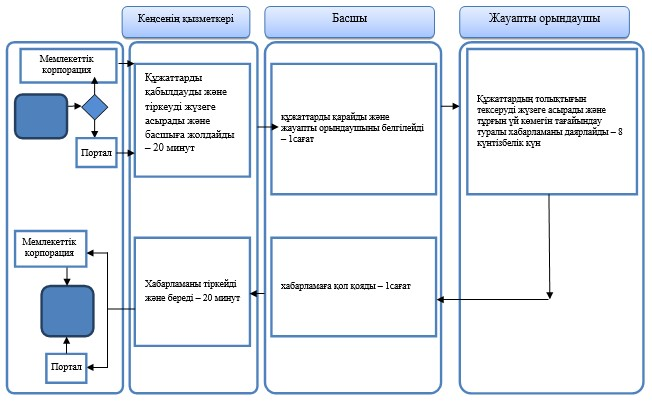 Кеңсенің қызметкері
Басшы
Жауапты орындаушы
Мемлекеттік
корпорация
Портал
Құжаттарды
қабылдауды және
тіркеуді жүзеге
асырады және
басшыға жолдайды
– 20 минут
құжаттарды қарайды және
жауапты орындаушыны белгілейді
– 1сағат
Құжаттардың толықтығын
тексеруді жүзеге асырады және
тұрғын үй көмегін тағайындау
туралы хабарламаны даярлайды – 8
күнтізбелік күн
Мемлекеттік
корпорация
Портал
Хабарламаны тіркейді
және береді – 20 минут
хабарламаға қол қояды – 1сағат